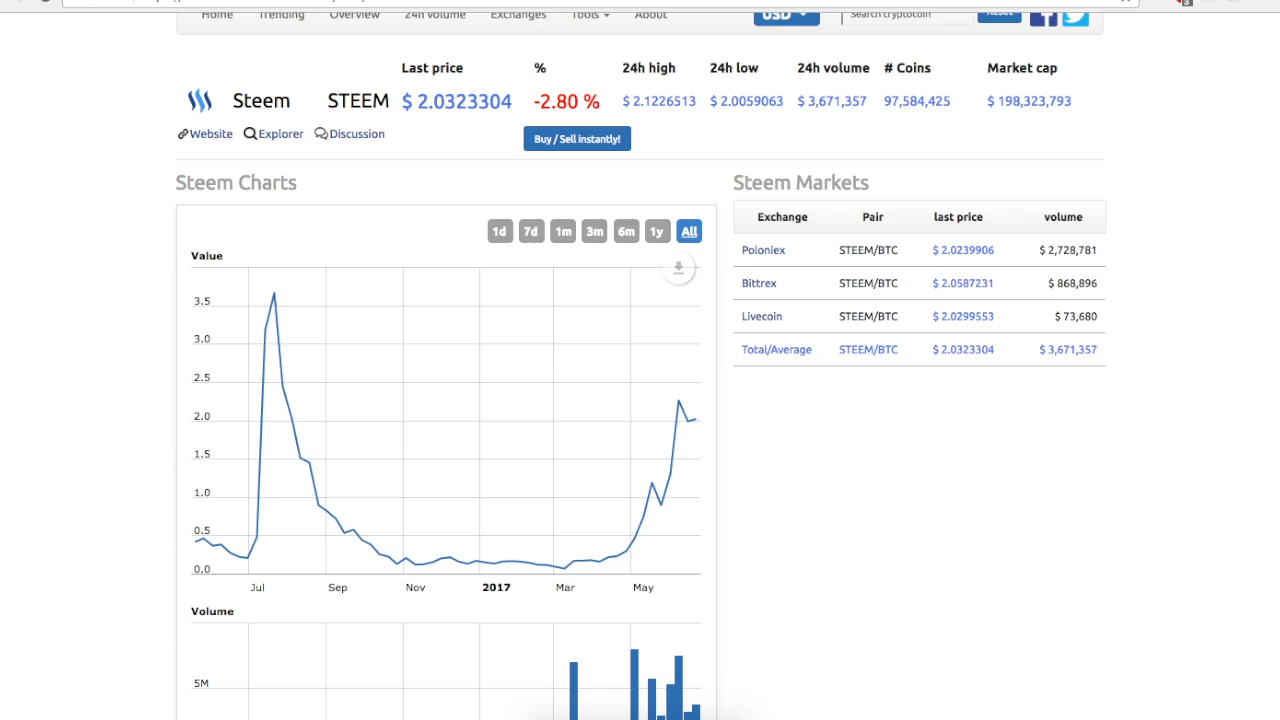 Home Trending Overview 24h volume Exchanges Tools About USD Search cryptocoin Reset
3
Last price % 24h high 24h low 24h volume # Coins Market cap
Steem STEEM $ 2.0323304 -2.80 % $ 2.1226513 $ 2.0059063 $ 3,671,357 97,584,425 $ 198,323,793
Website Explorer Discussion
Buy / Sell instantly!
Steem Charts
1d 7d 1m 3m 6m 1y All
Value
3.5
3.0
2.5
2.0
1.5
1.0
0.5
0.0
Jul Sep Nov 2017 Mar May
Volume
5M
Steem Markets
Exchange Pair last price volume
Poloniex STEEM/BTC $ 2.0239906 $ 2,728,781
Bittrex STEEM/BTC $ 2.0587231 $ 868,896
Livecoin STEEM/BTC $ 2.0299553 $ 73,680
Total/Average STEEM/BTC $ 2.0323304 $ 3,671,357